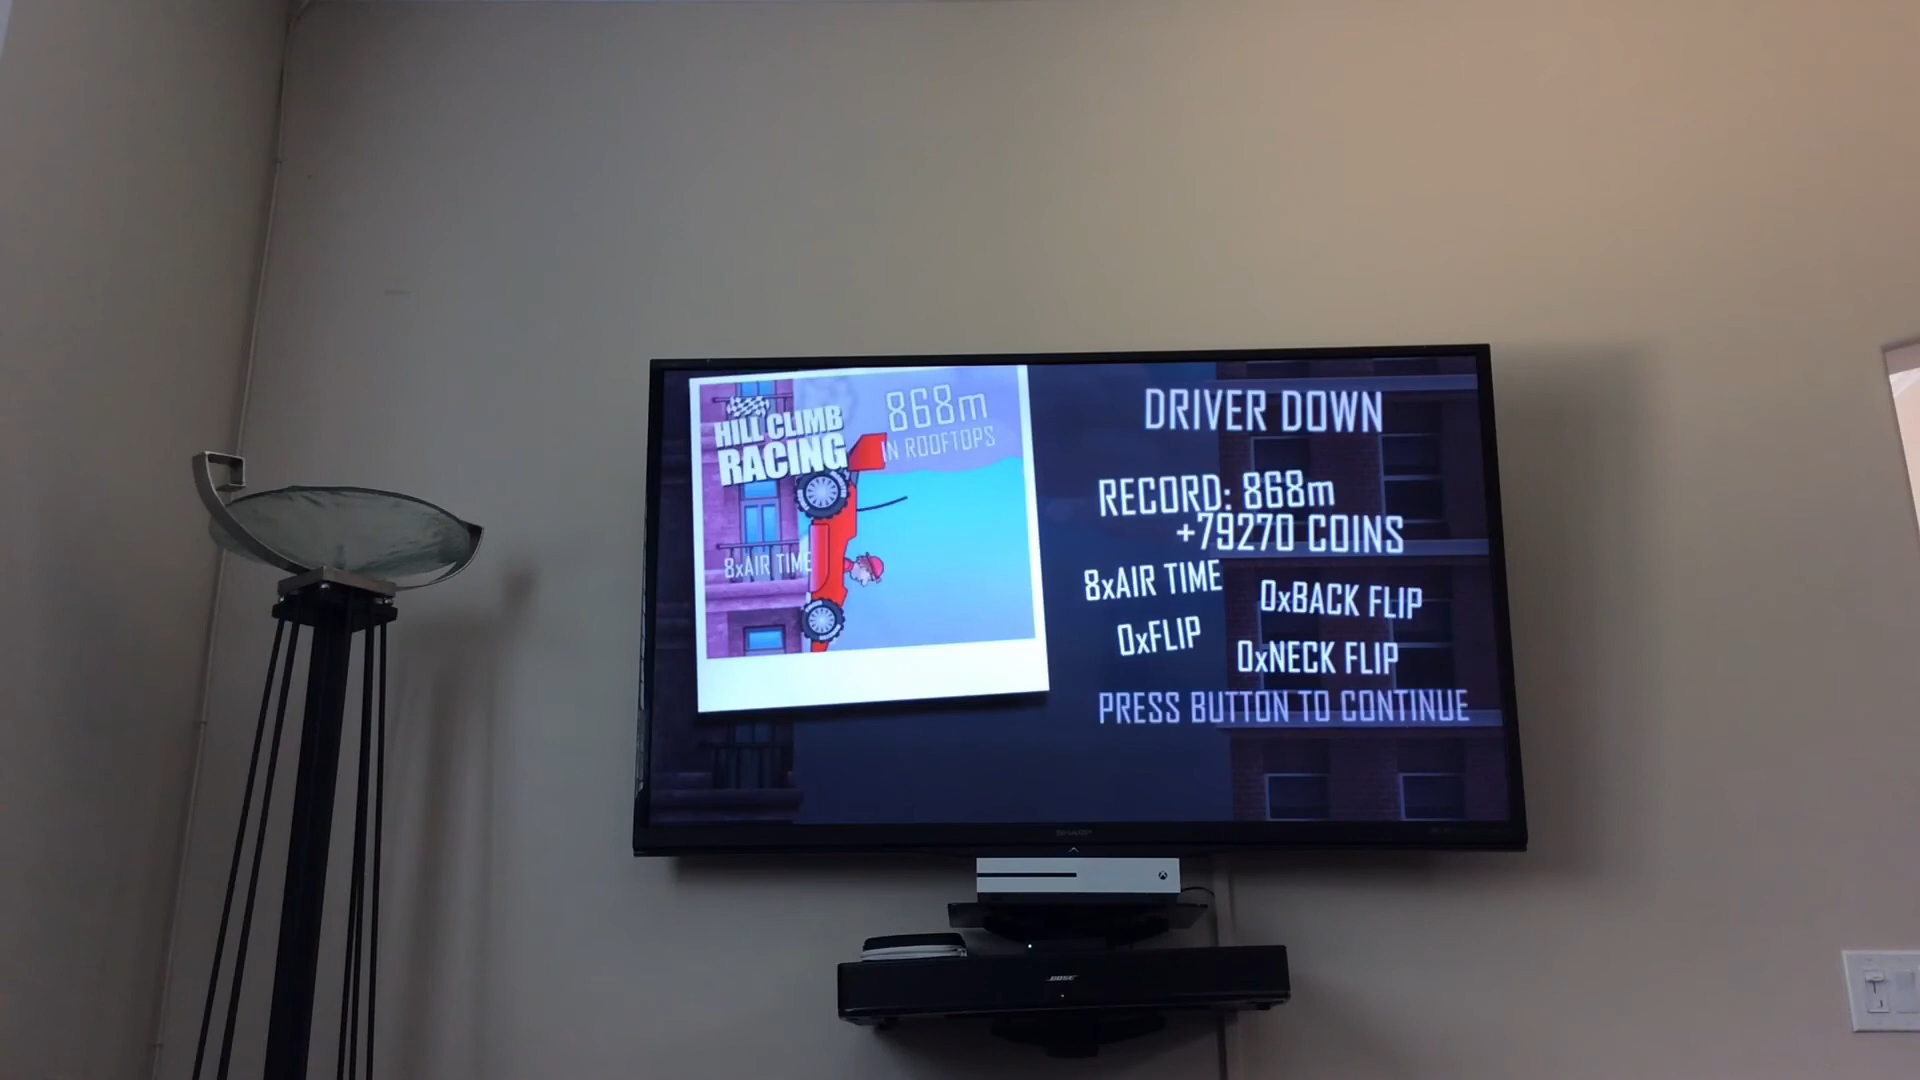 HILL CLIMB
RACING
868m
IN ROOFTOPS
8xAIR TIME
DRIVER DOWN
RECORD: 868m
+79270 COINS
8xAIR TIME
0xBACK FLIP
0xFLIP
0xNECK FLIP
PRESS BUTTON TO CONTINUE
SHARP
BOSE